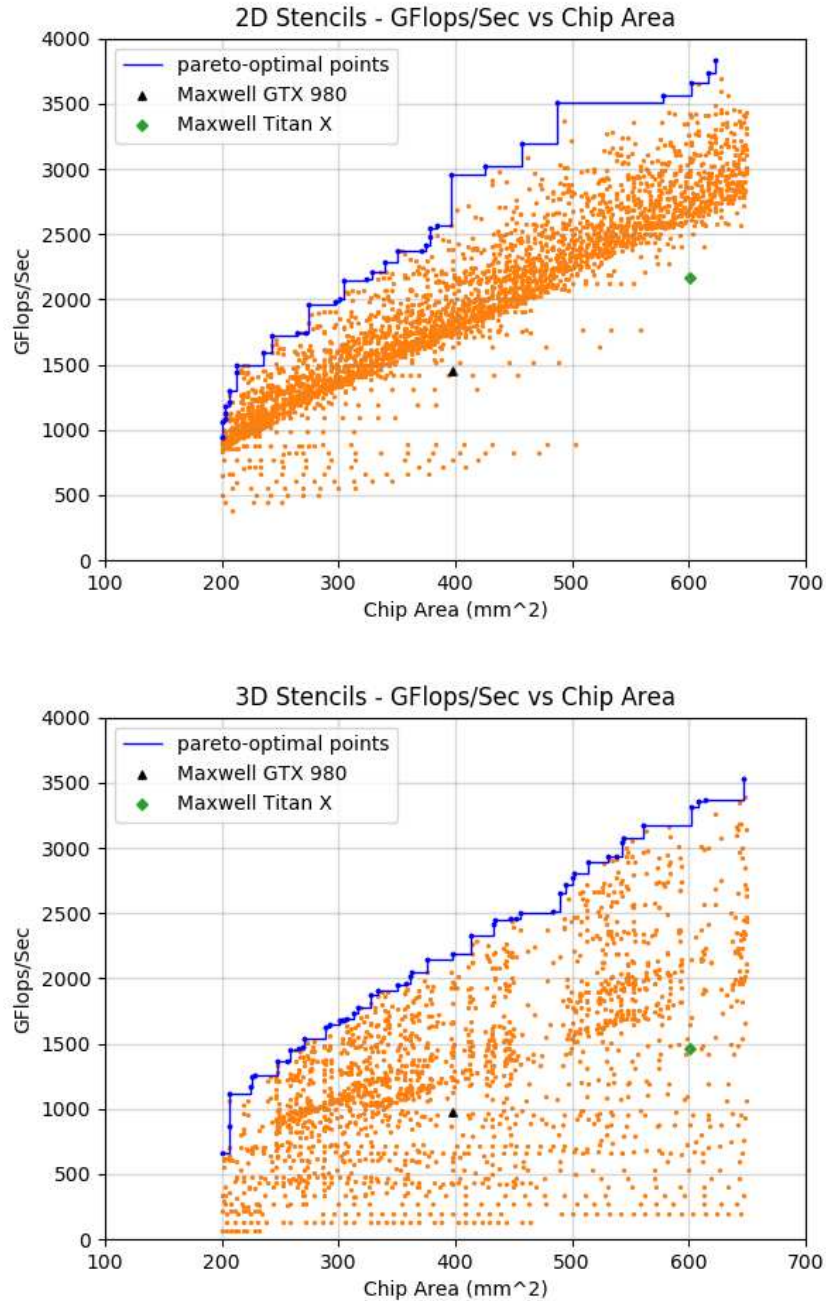 2D Stencils - GFlops/Sec vs Chip Area
4000
3500
3000
2500
2000
1500
1000
500
0
GFlops/Sec
pareto-optimal points
Maxwell GTX 980
Maxwell Titan X
100 200 300 400 500 600 700
Chip Area (mm^2)
3D Stencils - GFlops/Sec vs Chip Area
4000
3500
3000
2500
2000
1500
1000
500
0
GFlops/Sec
pareto-optimal points
Maxwell GTX 980
Maxwell Titan X
100 200 300 400 500 600 700
Chip Area (mm^2)